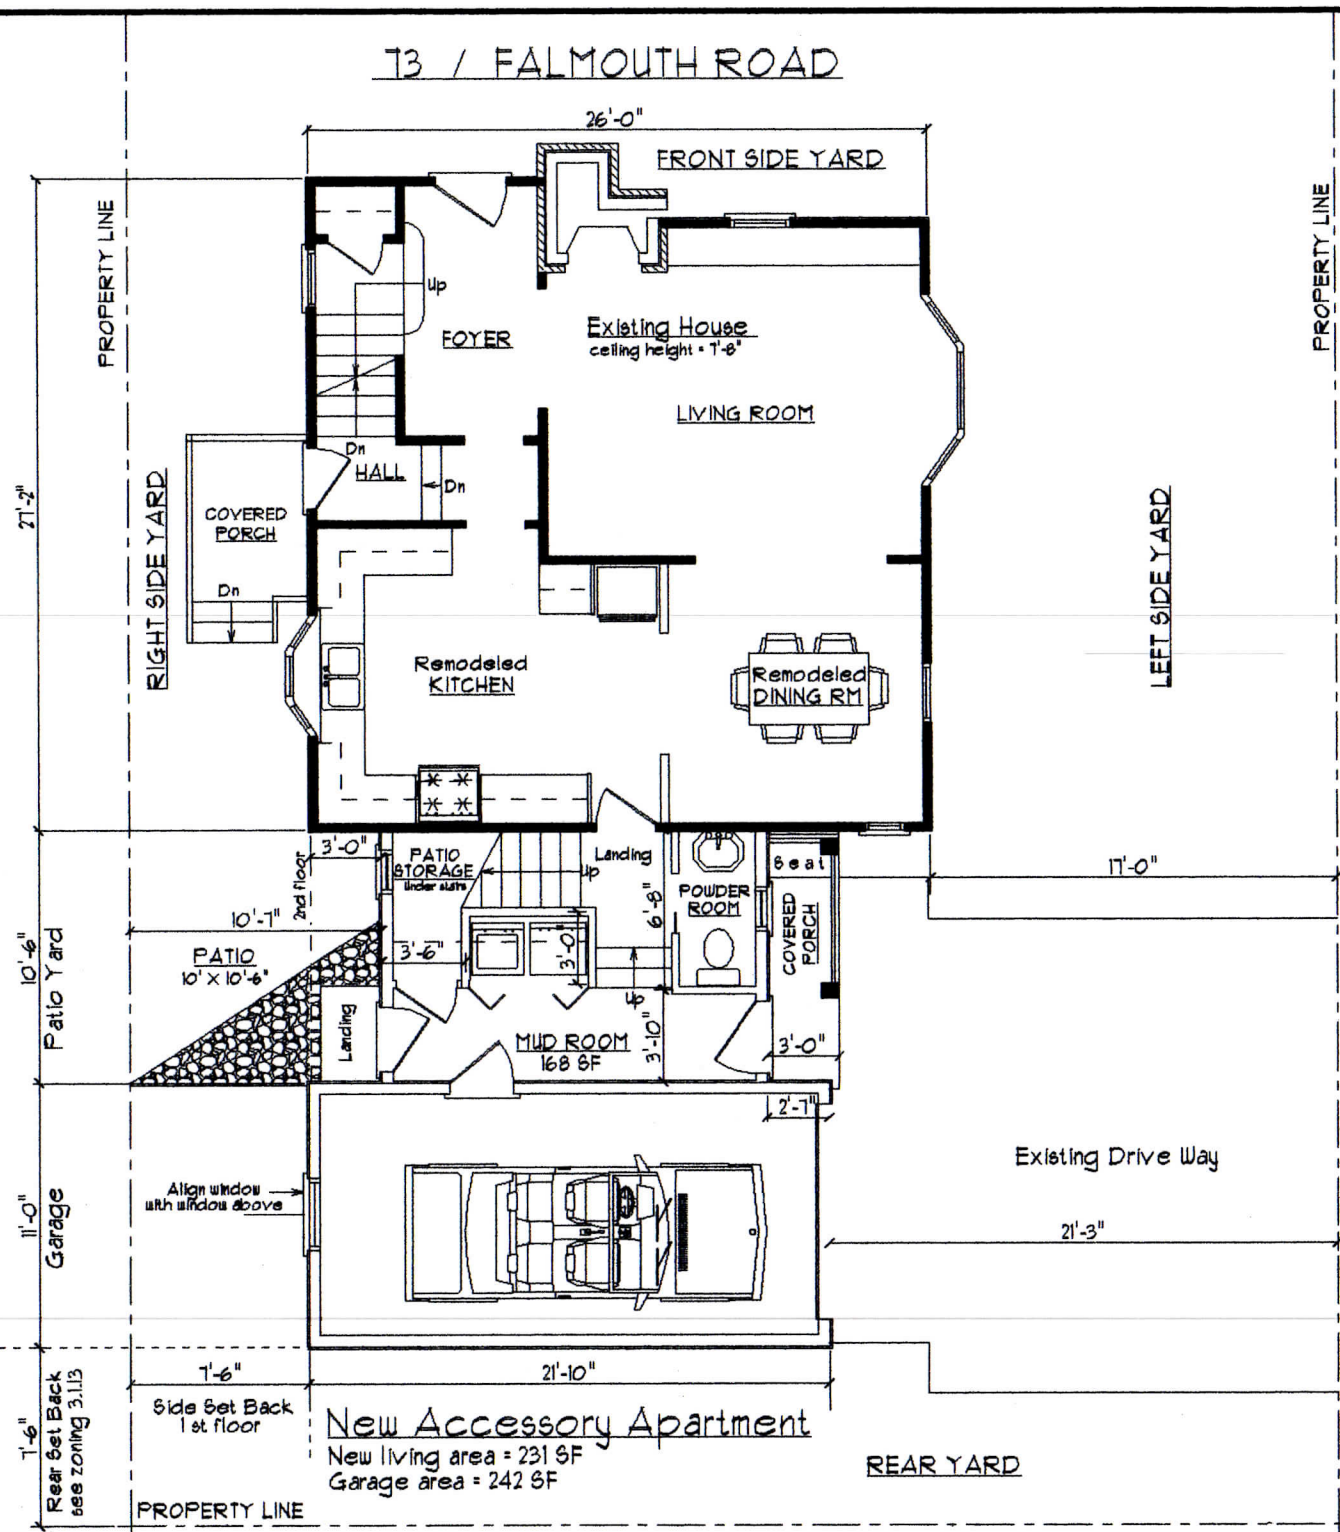 73 / FALMOUTH ROAD
26'-0"
FRONT SIDE YARD
PROPERTY LINE
PROPERTY LINE
Up
FOYER
Existing House
ceiling height = 7'-8"
LIVING ROOM
27'-2"
Dn
HALL
Dn
COVERED
PORCH
Dn
RIGHT SIDE YARD
LEFT SIDE YARD
Remodeled
KITCHEN
Remodeled
DINING RM
3'-0"
2nd floor
PATIO
STORAGE
Under stairs
Landing
Up
Seat
17'-0"
POWDER
ROOM
6'-8"
COVERED
PORCH
10'-7"
10'-6"
Patio Yard
PATIO
10' X 10'-6"
3'-6"
3'-0"
Up
Landing
MUD ROOM
168 SF
3'-10"
3'-0"
2'-7"
Existing Drive Way
Align window
with window above
11'-0"
Garage
21'-3"
7'-6"
21'-10"
Side Set Back
1st floor
7'-6"
Rear Set Back
see zoning 3.1.13
New Accessory Apartment
New living area = 231 SF
Garage area = 242 SF
REAR YARD
PROPERTY LINE